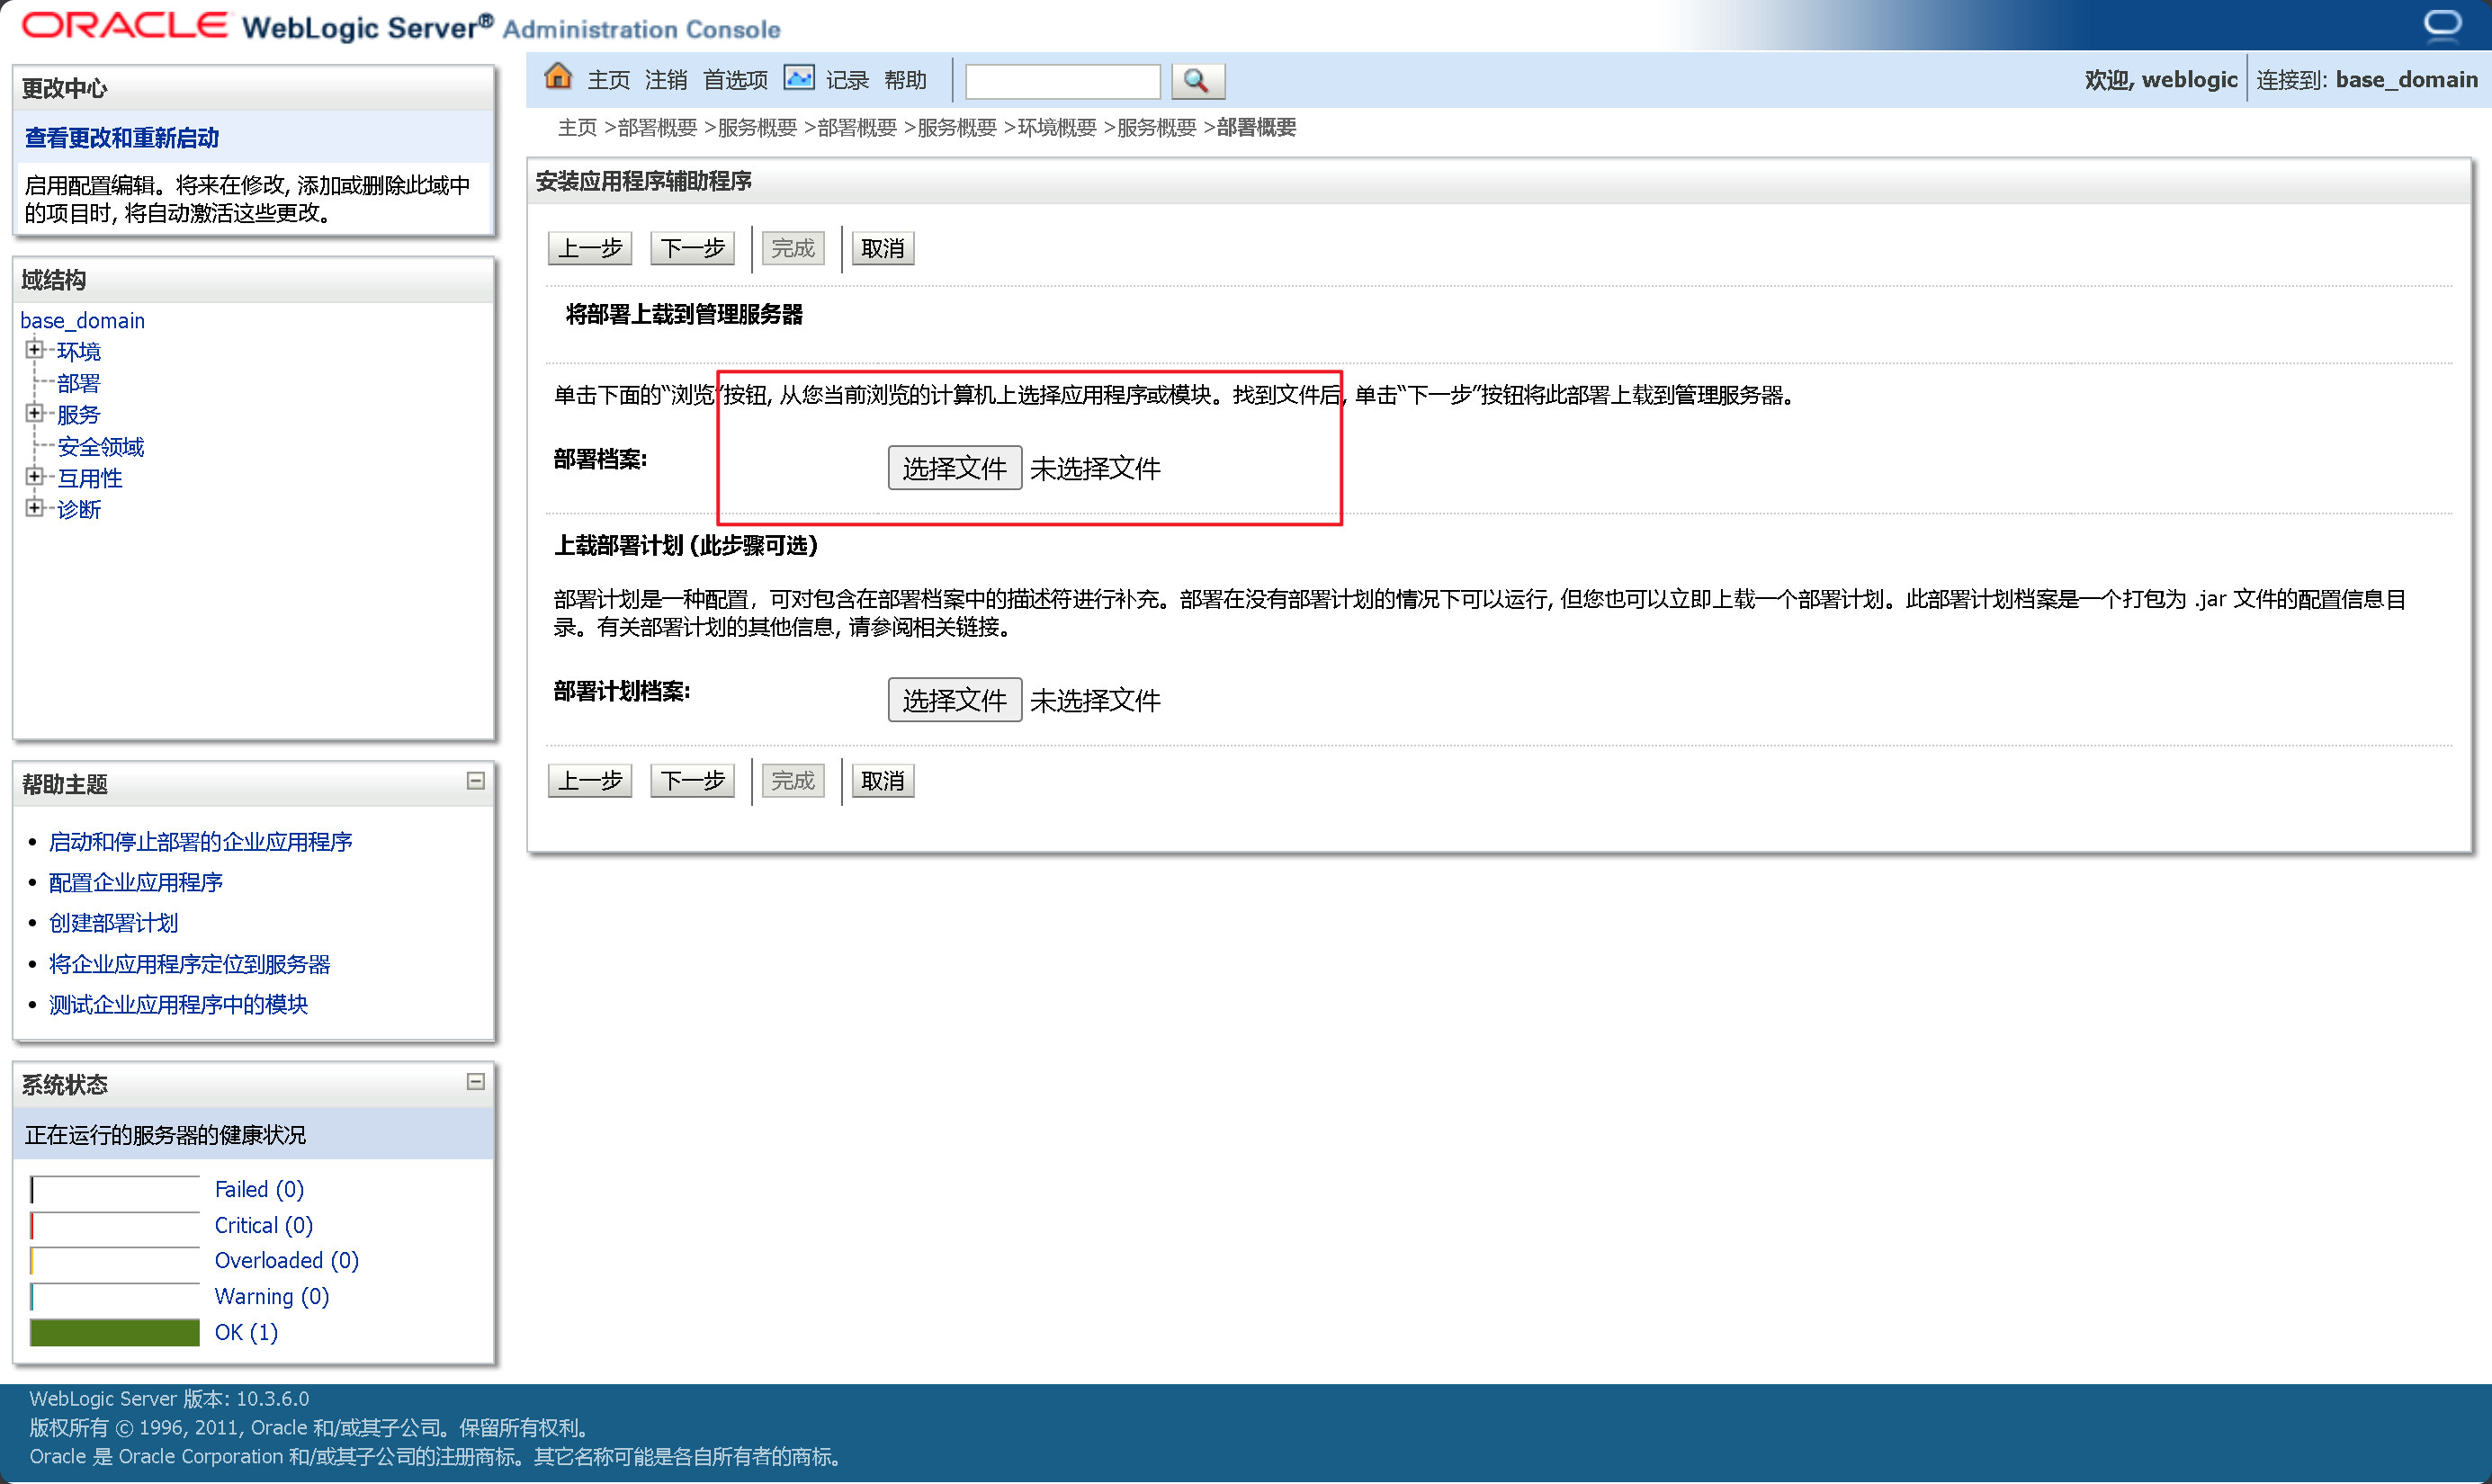 ORACLE WebLogic Server® Administration Console
更改中心
查看更改和重新启动
启用配置编辑。将来在修改, 添加或删除此域中
的项目时, 将自动激活这些更改。
域结构
base_domain
环境
部署
服务
安全领域
互用性
诊断
帮助主题
启动和停止部署的企业应用程序
配置企业应用程序
创建部署计划
将企业应用程序定位到服务器
测试企业应用程序中的模块
系统状态
正在运行的服务器的健康状况
Failed (0)
Critical (0)
Overloaded (0)
Warning (0)
OK (1)
主页 注销 首选项 记录 帮助
欢迎, weblogic 连接到: base_domain
主页 >部署概要 >服务概要 >部署概要 >服务概要 >环境概要 >服务概要 >部署概要
安装应用程序辅助程序
上一步 下一步 完成 取消
将部署上载到管理服务器
单击下面的“浏览”按钮, 从您当前浏览的计算机上选择应用程序或模块。找到文件后, 单击“下一步”按钮将此部署上载到管理服务器。
部署档案: 选择文件 未选择文件
上载部署计划 (此步骤可选)
部署计划是一种配置，可对包含在部署档案中的描述符进行补充。部署在没有部署计划的情况下可以运行, 但您也可以立即上载一个部署计划。此部署计划档案是一个打包为 .jar 文件的配置信息目
录。有关部署计划的其他信息, 请参阅相关链接。
部署计划档案: 选择文件 未选择文件
上一步 下一步 完成 取消
WebLogic Server 版本: 10.3.6.0
版权所有 © 1996, 2011, Oracle 和/或其子公司。保留所有权利。
Oracle 是 Oracle Corporation 和/或其子公司的注册商标。其它名称可能是各自所有者的商标。